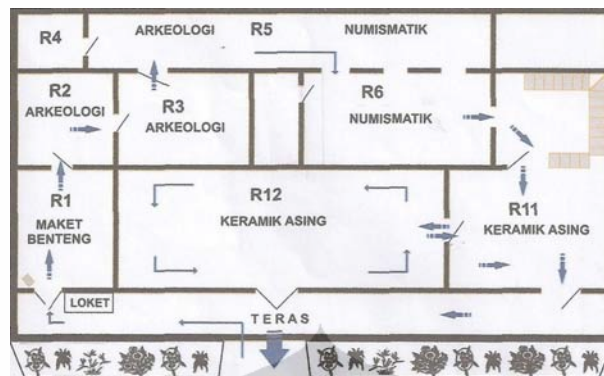 R4
ARKEOLOGI
R5
NUMISMATIK
R2
ARKEOLOGI
R3
ARKEOLOGI
R6
NUMISMATIK
R1
MAKET
BENTENG
R12
KERAMIK ASING
R11
KERAMIK ASING
LOKET
TERAS